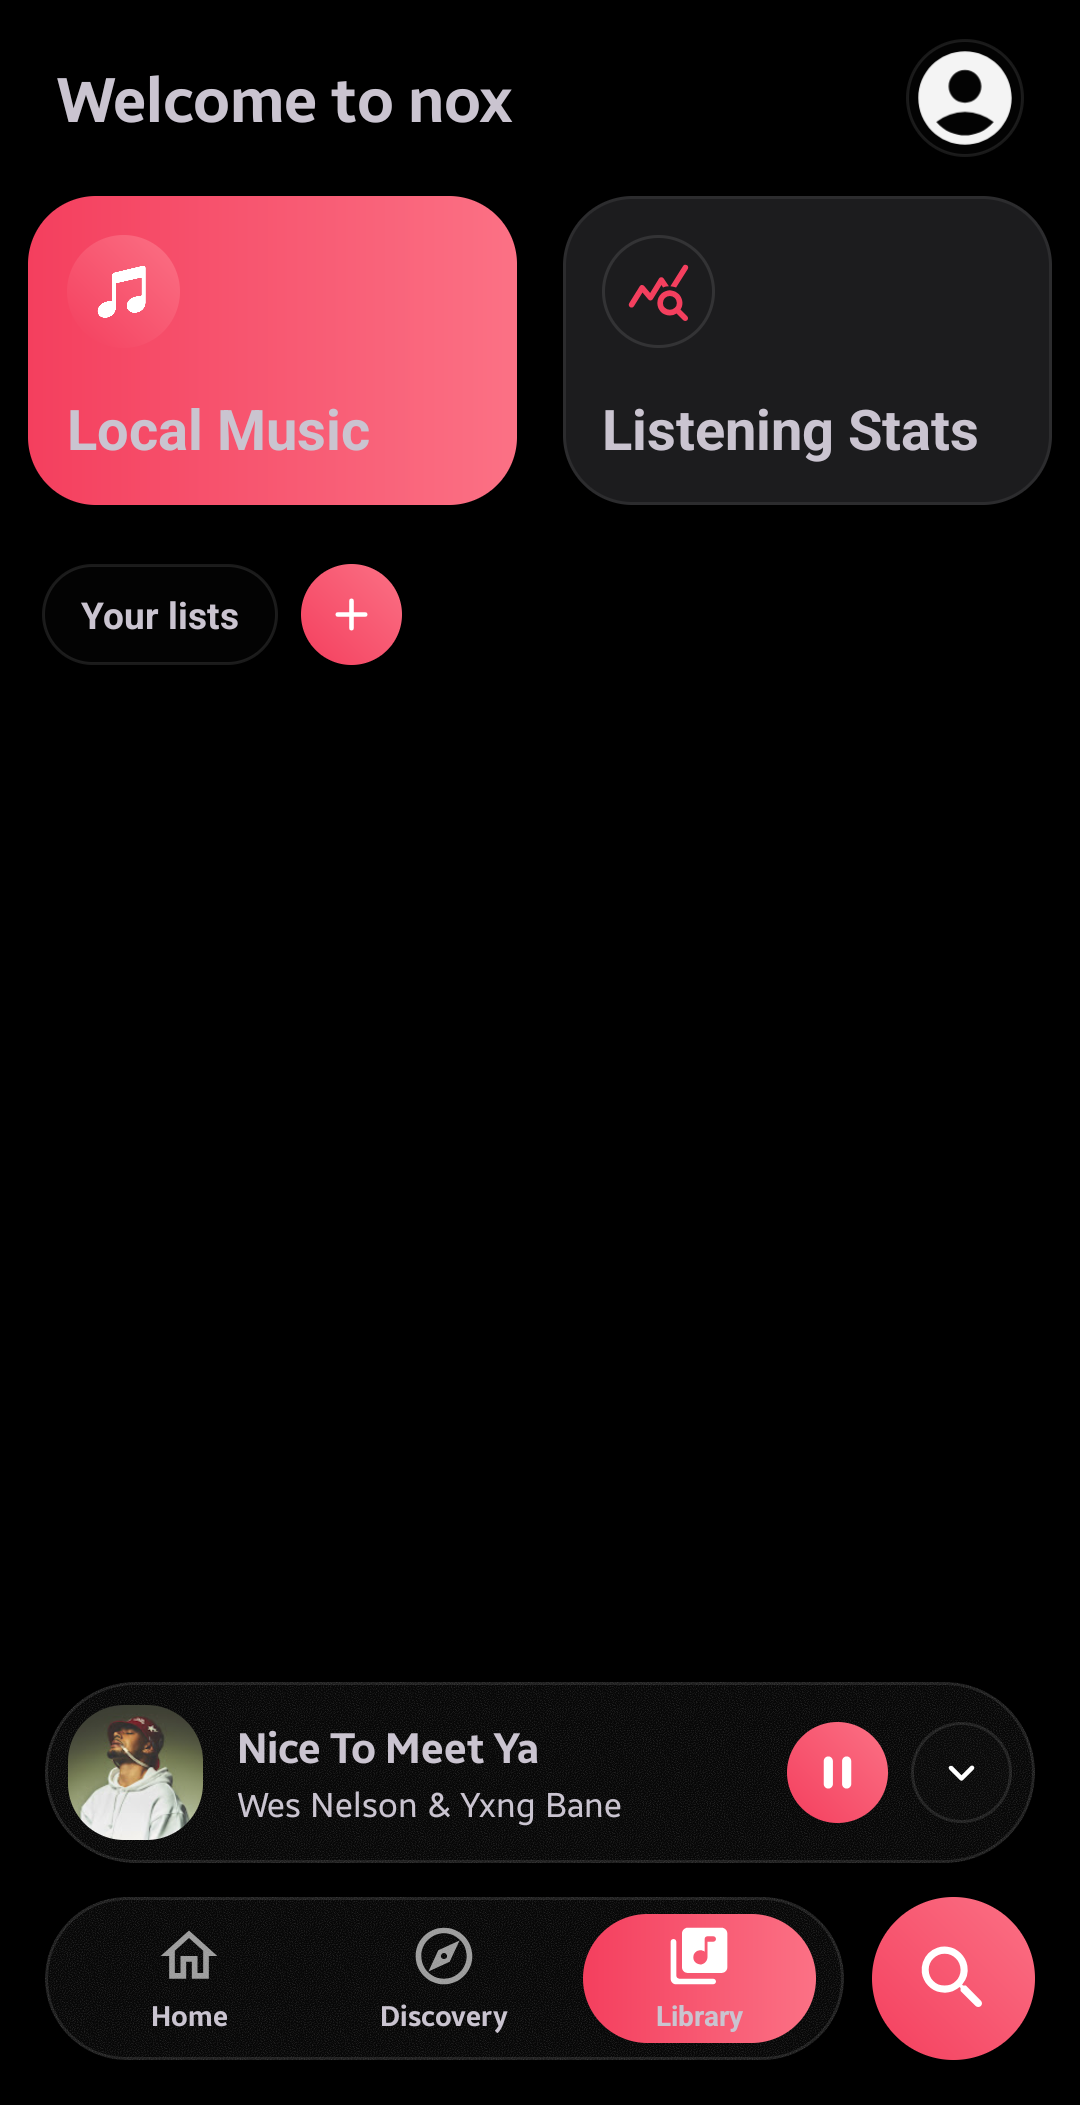 Welcome to nox
Local Music
Listening Stats
Your lists
Nice To Meet Ya
Wes Nelson & Yxng Bane
Home
Discovery
Library